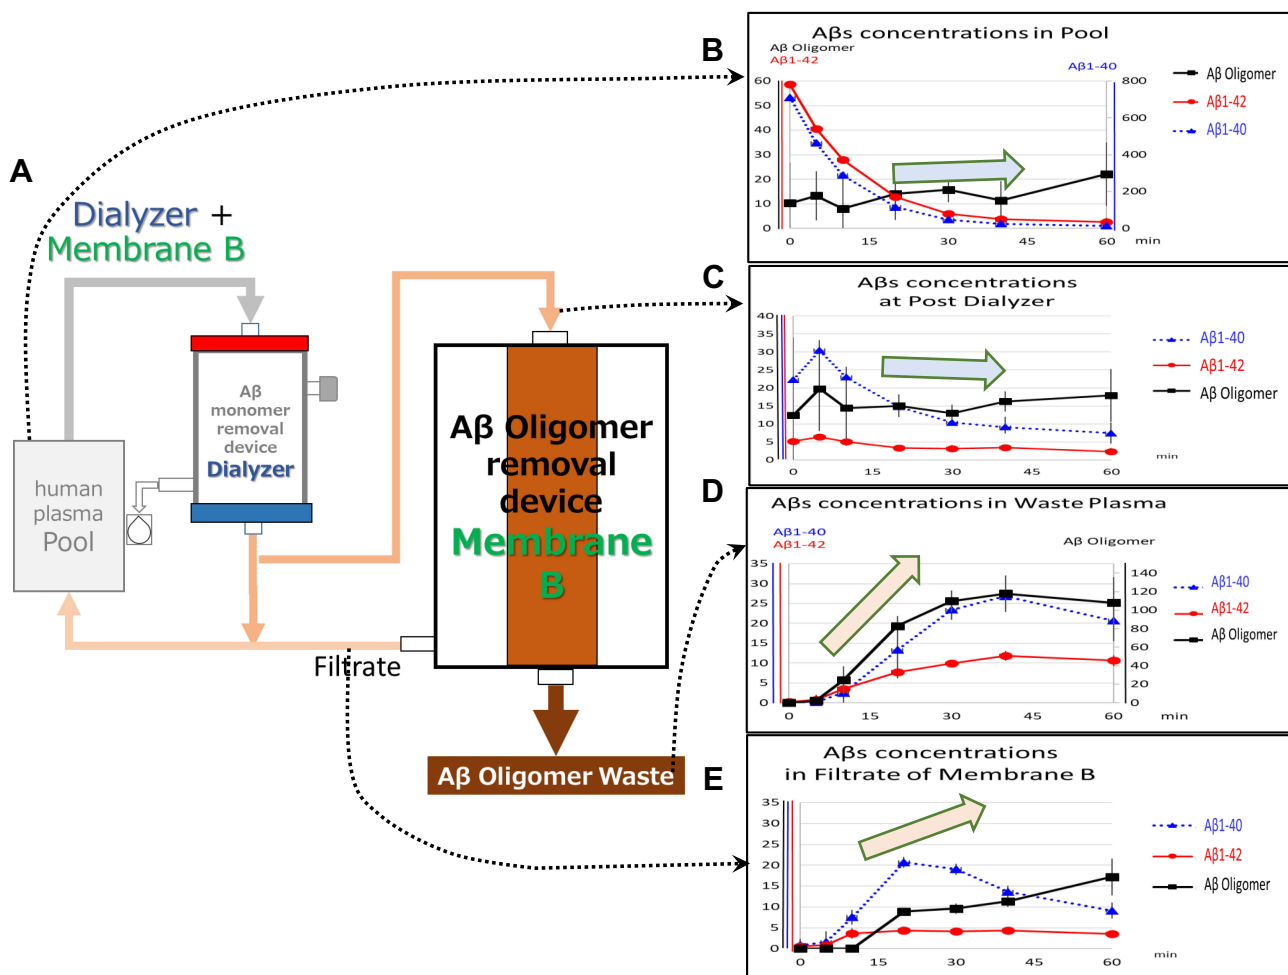 A
Dialyzer +
Membrane B
human
plasma
Pool
Aβ
monomer
removal
device
Dialyzer
Aβ Oligomer
removal
device
Membrane
B
Filtrate
Aβ Oligomer Waste
B
Aβs concentrations in Pool
Aβ Oligomer
Aβ1-42
Aβ1-40
60
50
40
30
20
10
0
800
600
400
200
0
0 15 30 45 60 min
Aβ Oligomer
Aβ1-42
Aβ1-40
C
Aβs concentrations
at Post Dialyzer
40
35
30
25
20
15
10
5
0
0 15 30 45 60 min
Aβ1-40
Aβ1-42
Aβ Oligomer
D
Aβs concentrations in Waste Plasma
Aβ1-40
Aβ1-42
Aβ Oligomer
35
30
25
20
15
10
5
0
140
120
100
80
60
40
20
0
0 15 30 45 60 min
Aβ1-40
Aβ1-42
Aβ Oligomer
E
Aβs concentrations
in Filtrate of Membrane B
35
30
25
20
15
10
5
0
0 15 30 45 60 min
Aβ1-40
Aβ1-42
Aβ Oligomer